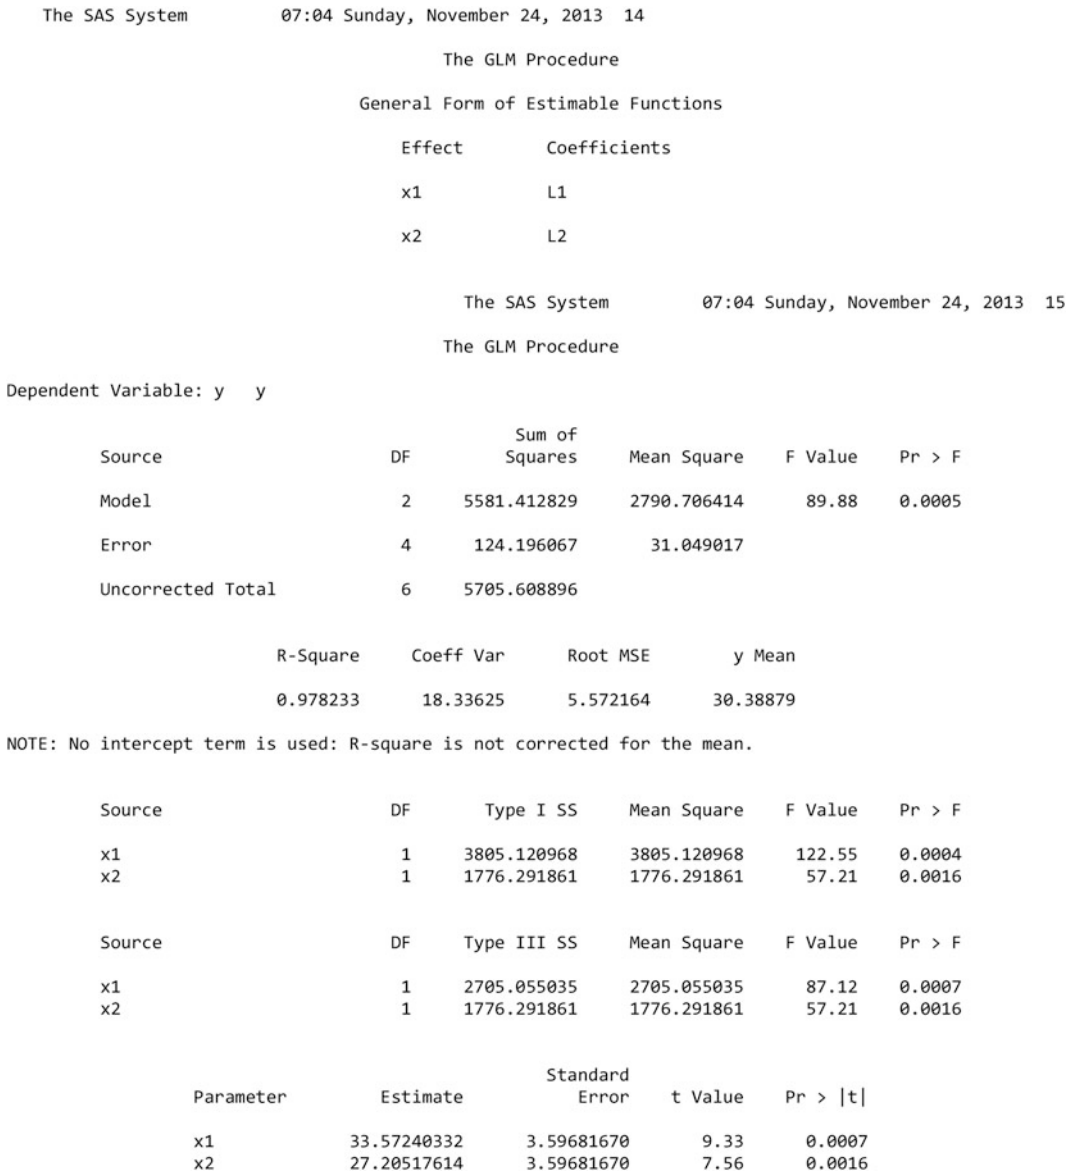 The SAS System 07:04 Sunday, November 24, 2013 14
The GLM Procedure
General Form of Estimable Functions
Effect Coefficients
x1 L1
x2 L2
The SAS System 07:04 Sunday, November 24, 2013 15
The GLM Procedure
Dependent Variable: y y
Sum of
Source DF Squares Mean Square F Value Pr > F
Model 2 5581.412829 2790.706414 89.88 0.0005
Error 4 124.196067 31.049017
Uncorrected Total 6 5705.608896
R-Square Coeff Var Root MSE y Mean
0.978233 18.33625 5.572164 30.38879
NOTE: No intercept term is used: R-square is not corrected for the mean.
Source DF Type I SS Mean Square F Value Pr > F
x1 1 3805.120968 3805.120968 122.55 0.0004
x2 1 1776.291861 1776.291861 57.21 0.0016
Source DF Type III SS Mean Square F Value Pr > F
x1 1 2705.055035 2705.055035 87.12 0.0007
x2 1 1776.291861 1776.291861 57.21 0.0016
Standard
Parameter Estimate Error t Value Pr > |t|
x1 33.57240332 3.59681670 9.33 0.0007
x2 27.20517614 3.59681670 7.56 0.0016